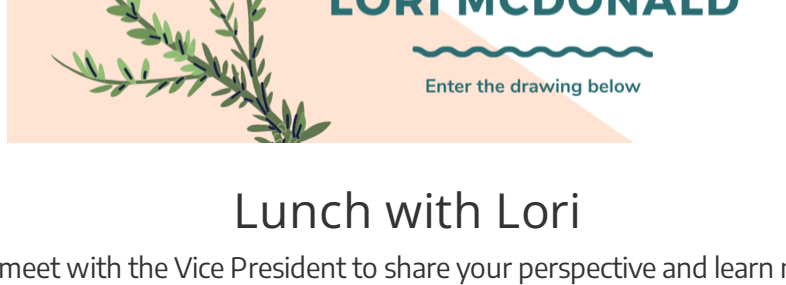 LORI MCDONALD
Enter the drawing below
Lunch with Lori
meet with the Vice President to share your perspective and learn